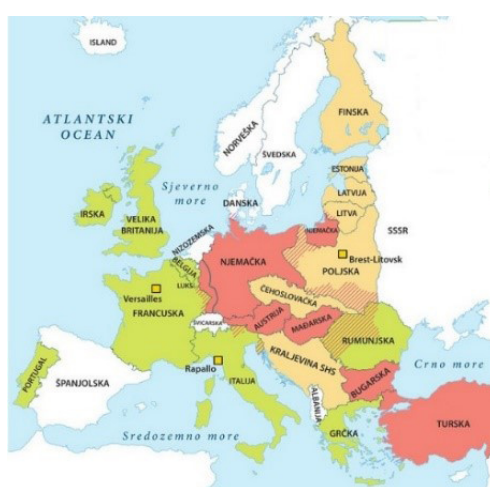 ISLAND
ATLANTSKI
OCEAN
NORVEŠKA
ŠVEDSKA
FINSKA
ESTONIJA
LATVIJA
LITVA
Sjeverno
more
DANSKA
IRSKA
VELIKA
BRITANIJA
NIZOZEMSKA
NJEMAČKA
NJEMAČKA
SSSR
Brest-Litovsk
POLJSKA
BELGIJA
LUKS.
Versailles
FRANCUSKA
ČEHOSLOVAČKA
AUSTRIJA
MAĐARSKA
ŠVICARSKA
RUMUNJSKA
KRALJEVINA SHS
Rapallo
ITALIJA
PORTUGAL
ŠPANJOLSKA
Crno more
BUGARSKA
ALBANIJA
GRČKA
TURSKA
Sredozemno more